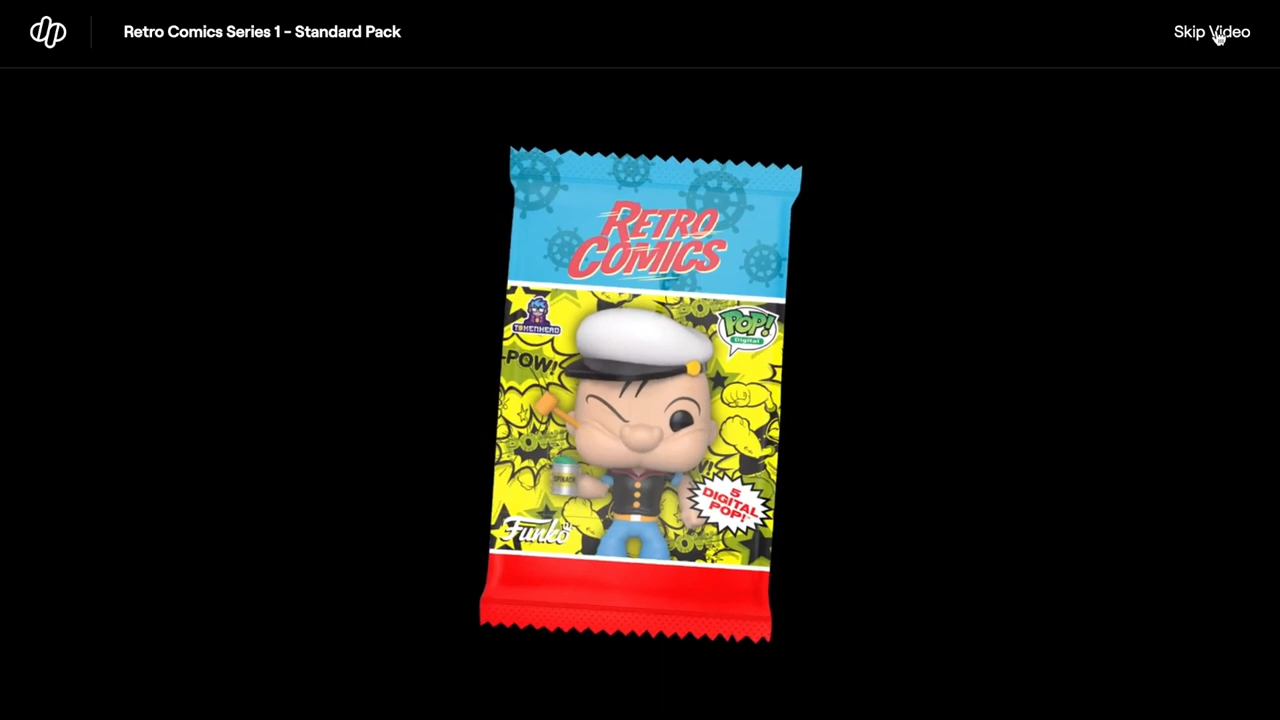 Retro Comics Series 1 - Standard Pack
Skip Video
RETRO
COMICS
TOKENHEAD
POP!
Digital
POW!
SPINACH
5
DIGITAL
POP!
Funko